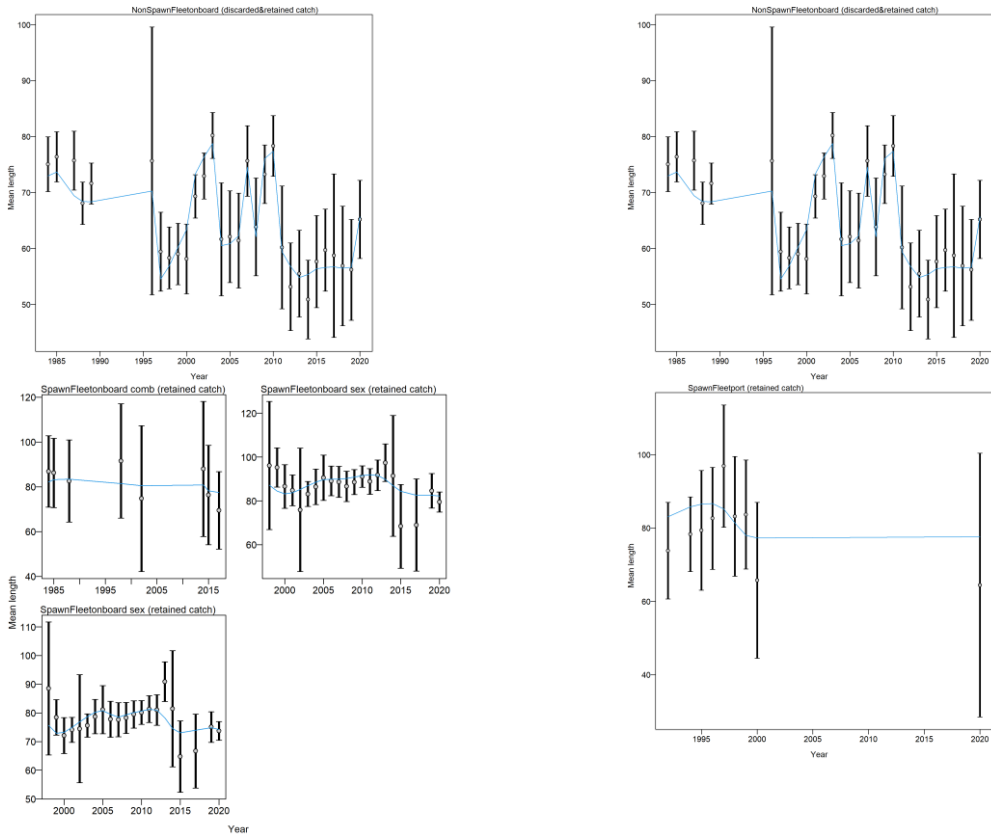 NonSpawnFleetonboard (discarded&retained catch)
100
90
80
70
60
50
Mean length
1985 1990 1995 2000 2005 2010 2015 2020
Year
NonSpawnFleetonboard (discarded&retained catch)
100
90
80
70
60
50
Mean length
1985 1990 1995 2000 2005 2010 2015 2020
Year
SpawnFleetonboard comb (retained catch)
120
100
80
60
40
1985 1995 2005 2015
SpawnFleetonboard sex (retained catch)
120
100
80
60
2000 2005 2010 2015 2020
Mean length
SpawnFleetonboard sex (retained catch)
110
100
90
80
70
60
50
2000 2005 2010 2015 2020
Year
SpawnFleetport (retained catch)
100
80
60
40
Mean length
1995 2000 2005 2010 2015 2020
Year